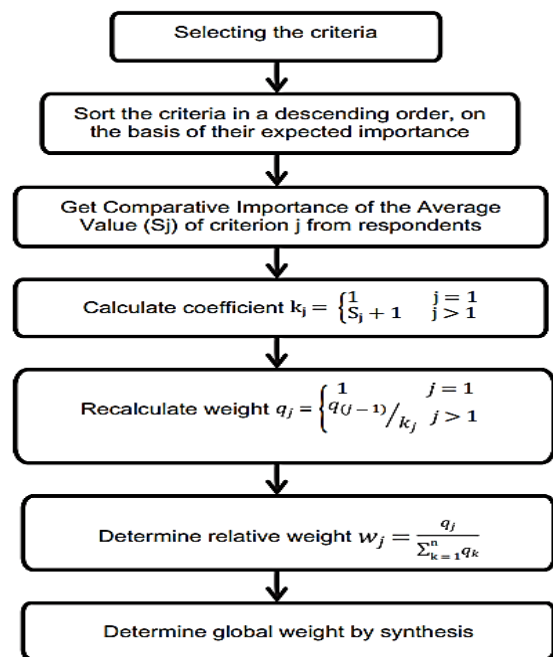 Selecting the criteria
Sort the criteria in a descending order, on
the basis of their expected importance
Get Comparative Importance of the Average
Value (Sj) of criterion j from respondents
Calculate coefficient kⱼ = { 1 j = 1
Sⱼ + 1 j > 1
Recalculate weight qⱼ = { 1 j = 1
q(j − 1)/kⱼ j > 1
Determine relative weight wⱼ = qⱼ / ∑ⁿₖ₌₁ qₖ
Determine global weight by synthesis